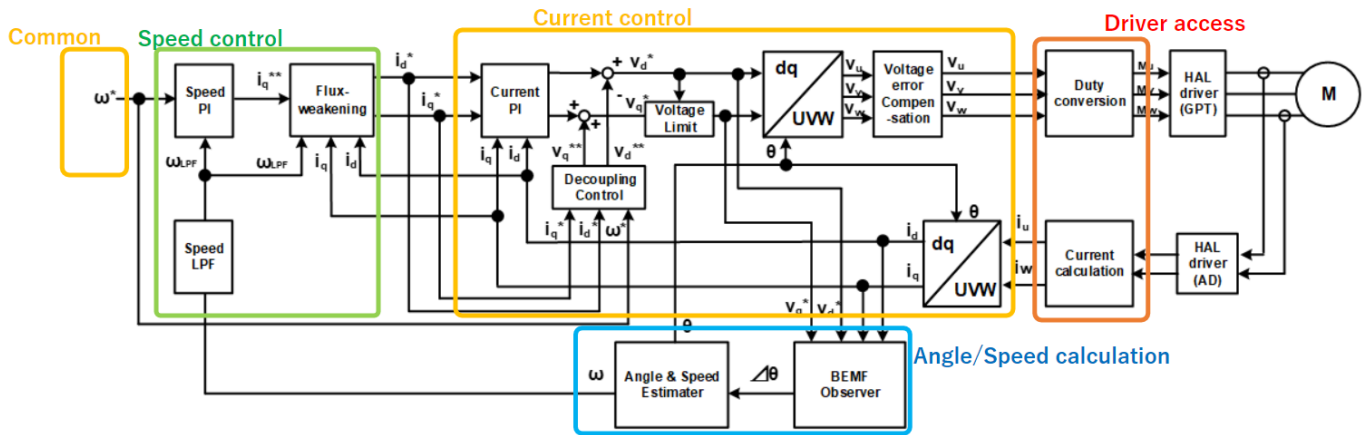 Common
Speed control
Current control
Driver access
ω*
Speed
PI
iq**
Flux-
weakening
id*
iq*
Current
PI
+
vd*
-
+
+
vq*
Voltage
Limit
dq
UVW
Vu
Vv
Vw
Voltage
error
Compen
-sation
Vu
Vv
Vw
Duty
conversion
Mu
Mv
Mw
HAL
driver
(GPT)
M
ωLPF
ωLPF
iq
id
iq
id
vq**
vd**
Decoupling
Control
iq*
id*
ω*
θ
θ
Speed
LPF
id
iq
dq
UVW
iu
iw
Current
calculation
HAL
driver
(AD)
vq*
vd*
θ
ω
Angle & Speed
Estimater
Δθ
BEMF
Observer
Angle/Speed calculation